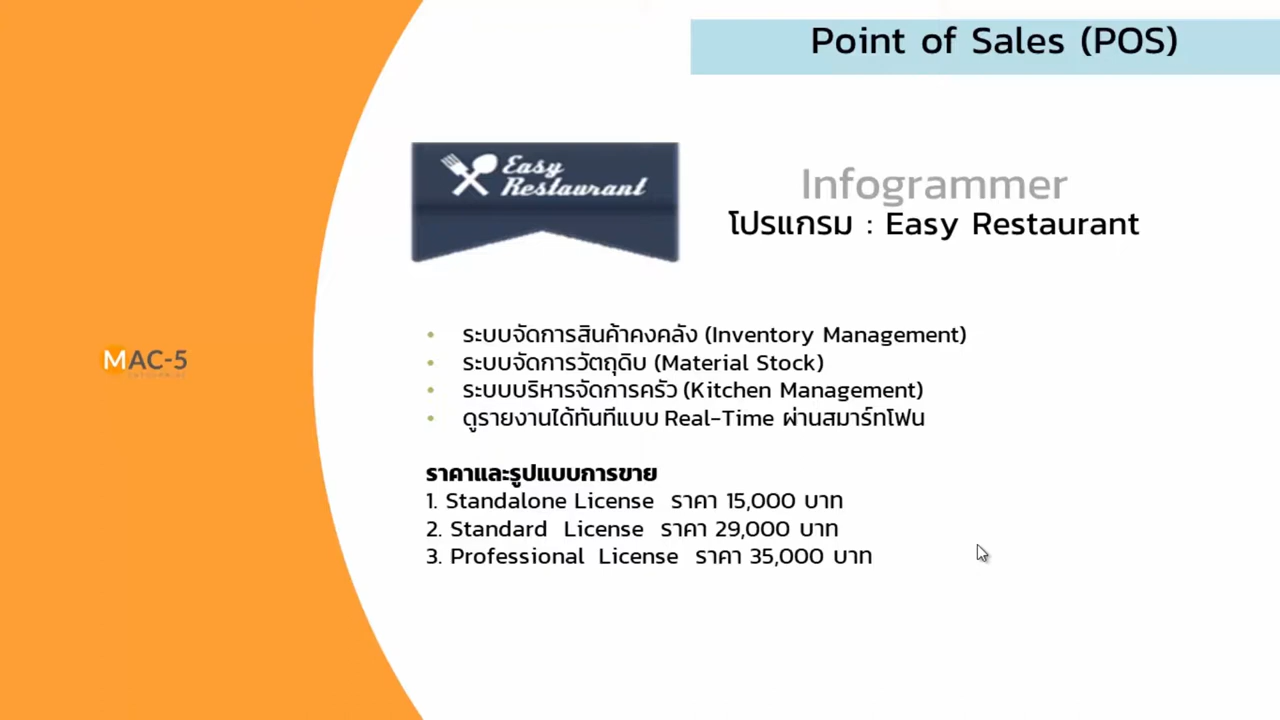 Point of Sales (POS)
Easy
Restaurant
Infogrammer
โปรแกรม : Easy Restaurant
• ระบบจัดการสินค้าคงคลัง (Inventory Management)
• ระบบจัดการวัตถุดิบ (Material Stock)
• ระบบบริหารจัดการครัว (Kitchen Management)
• ดูรายงานได้ทันทีแบบ Real-Time ผ่านสมาร์ทโฟน
MAC-5
ราคาและรูปแบบการขาย
1. Standalone License ราคา 15,000 บาท
2. Standard License ราคา 29,000 บาท
3. Professional License ราคา 35,000 บาท